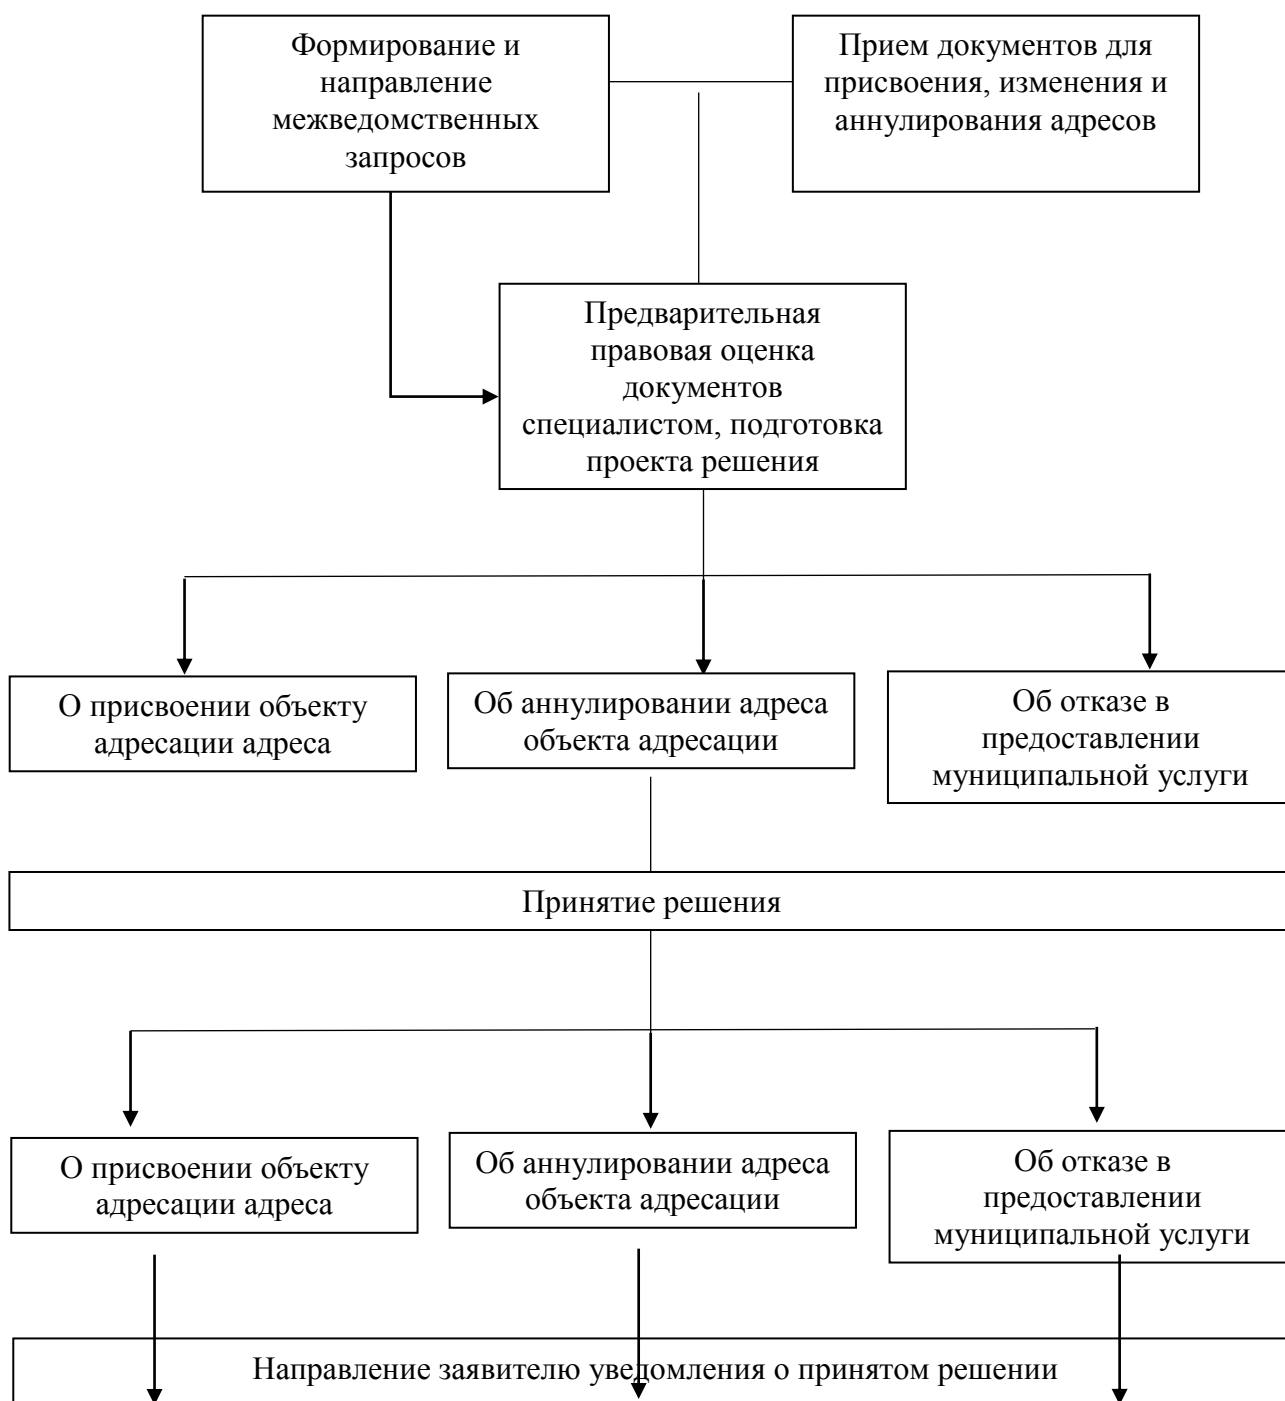 Формирование и
направление
межведомственных
запросов
Прием документов для
присвоения, изменения и
аннулирования адресов
Предварительная
правовая оценка
документов
специалистом, подготовка
проекта решения
О присвоении объекту
адресации адреса
Об аннулировании адреса
объекта адресации
Об отказе в
предоставлении
муниципальной услуги
Принятие решения
О присвоении объекту
адресации адреса
Об аннулировании адреса
объекта адресации
Об отказе в
предоставлении
муниципальной услуги
Направление заявителю уведомления о принятом решении